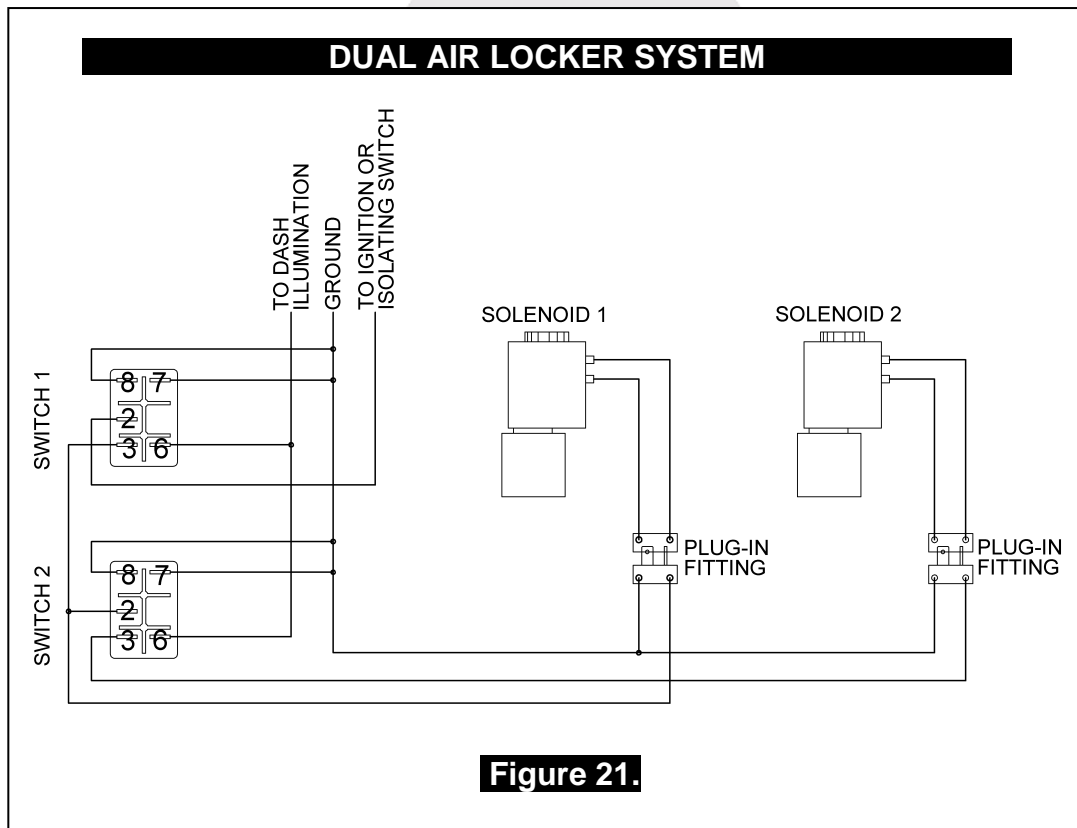 DUAL AIR LOCKER SYSTEM
TO DASH
ILLUMINATION
GROUND
TO IGNITION OR
ISOLATING SWITCH
SOLENOID 1
SOLENOID 2
SWITCH 1
8 7
2
3 6
SWITCH 2
8 7
2
3 6
PLUG-IN
FITTING
PLUG-IN
FITTING
Figure 21.